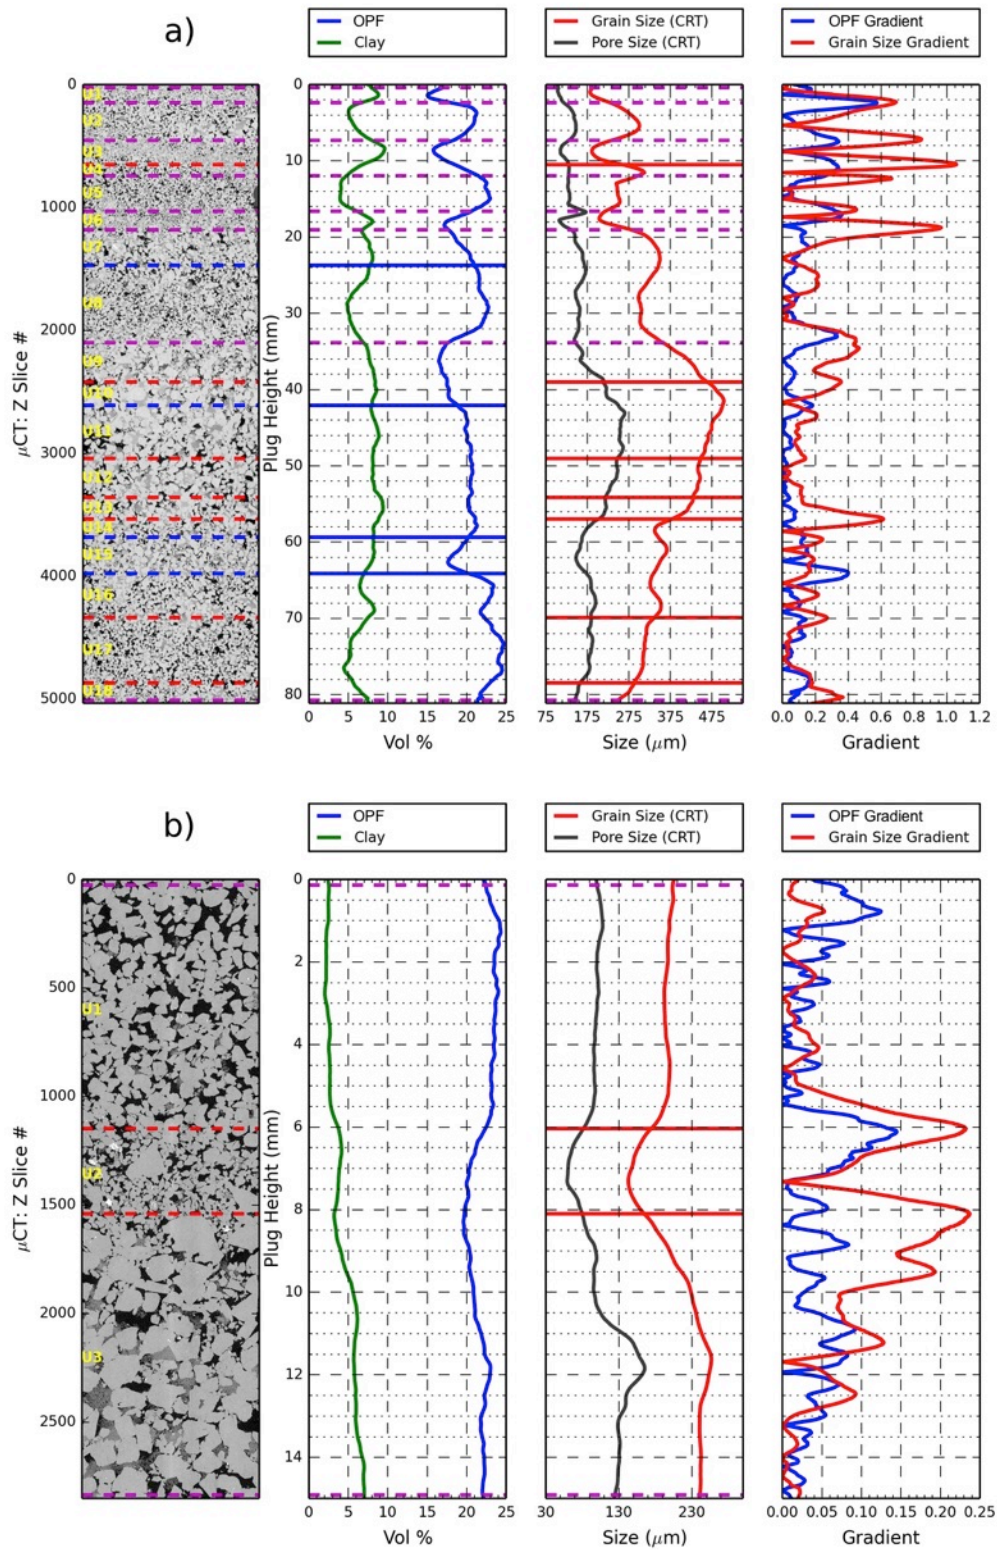 a)
OPF
Clay
Grain Size (CRT)
Pore Size (CRT)
OPF Gradient
Grain Size Gradient
0
1000
2000
3000
4000
5000
μCT: Z Slice #
U1
U2
U3
U4
U5
U6
U7
U8
U9
U10
U11
U12
U13
U14
U15
U16
U17
U18
0
10
20
30
40
50
60
70
80
Plug Height (mm)
0 5 10 15 20 25
Vol %
75 175 275 375 475
Size (μm)
0.0 0.2 0.4 0.6 0.8 1.0 1.2
Gradient
b)
OPF
Clay
Grain Size (CRT)
Pore Size (CRT)
OPF Gradient
Grain Size Gradient
0
500
1000
1500
2000
2500
μCT: Z Slice #
U1
U2
U3
0
2
4
6
8
10
12
14
Plug Height (mm)
0 5 10 15 20 25
Vol %
30 130 230
Size (μm)
0.00 0.05 0.10 0.15 0.20 0.25
Gradient